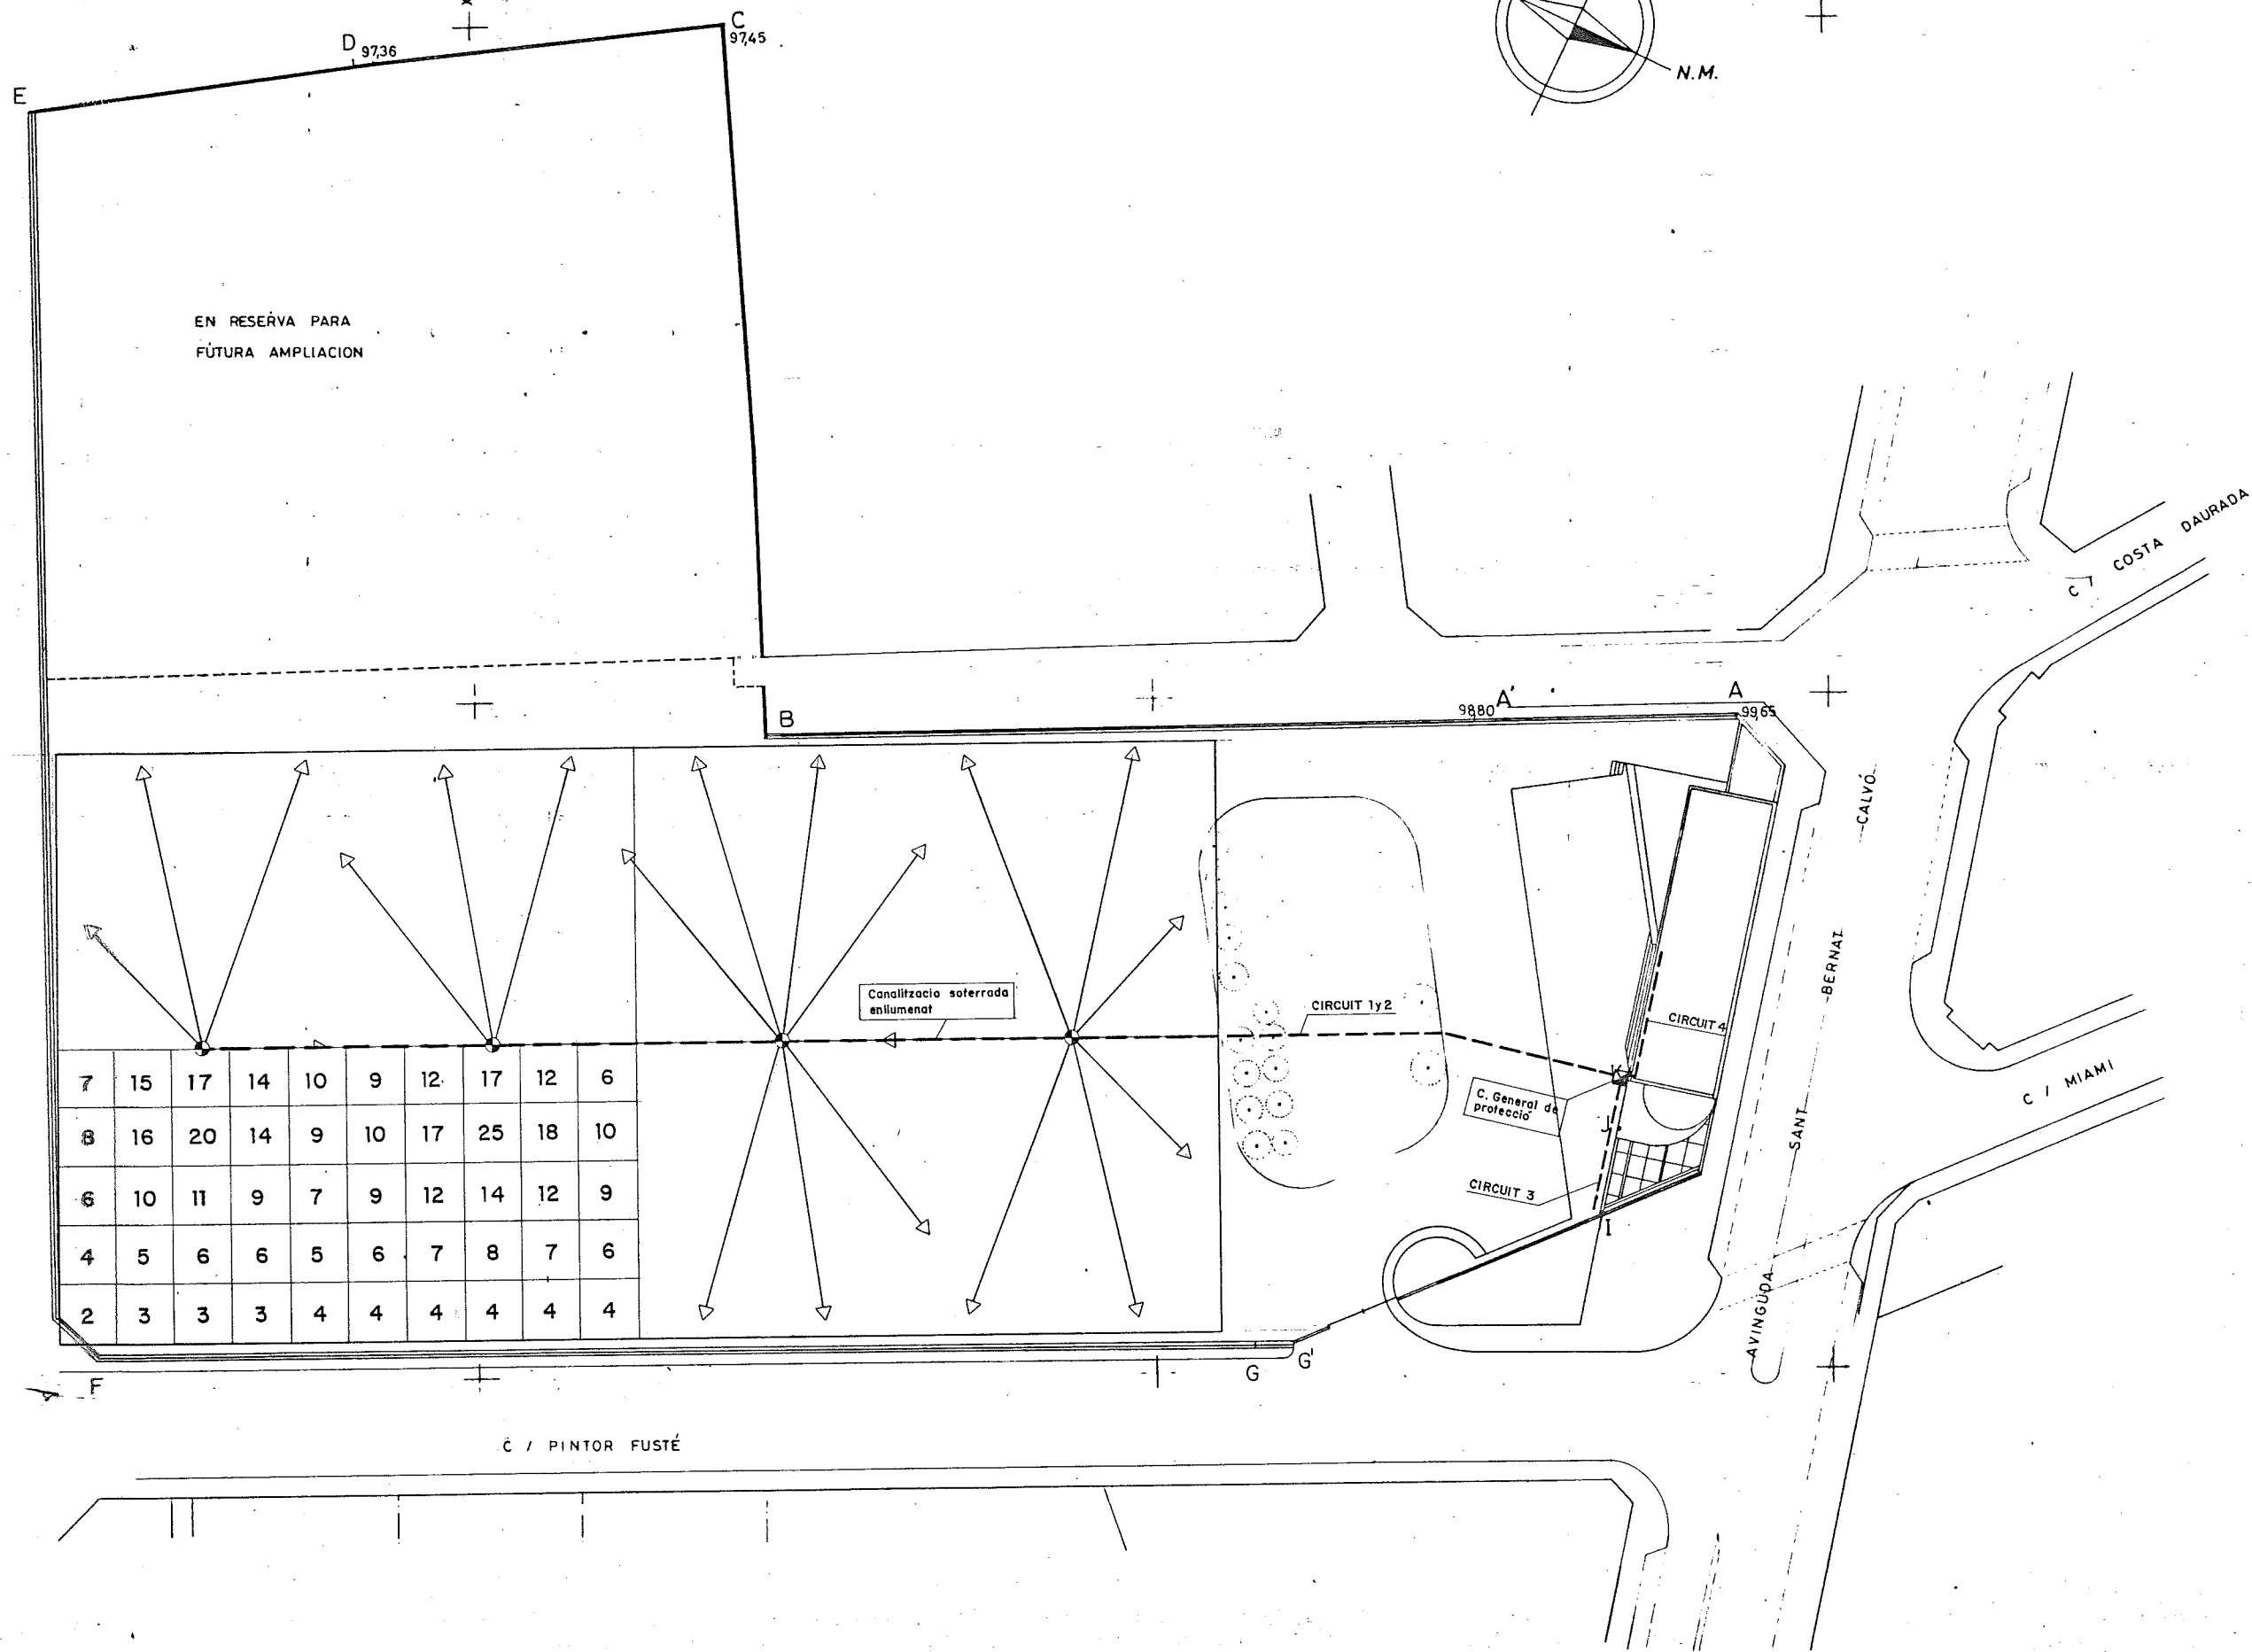 C
97,45
D 97,36
N.M.
E
EN RESERVA PARA
FUTURA AMPLIACION
C / COSTA DAURADA
A'
A
98,80
99,65
B
CALVÓ
BERNAT
SANT
AVINGUDA
Canalitzacio soterrada
enllumenat
CIRCUIT 1y2
CIRCUIT 4
K
C. General de
protecció
J
C / MIAMI
CIRCUIT 3
I
7 15 17 14 10 9 12 17 12 6
8 16 20 14 9 10 17 25 18 10
6 10 11 9 7 9 12 14 12 9
4 5 6 6 5 6 7 8 7 6
2 3 3 3 4 4 4 4 4 4
F
G
G'
C / PINTOR FUSTÉ